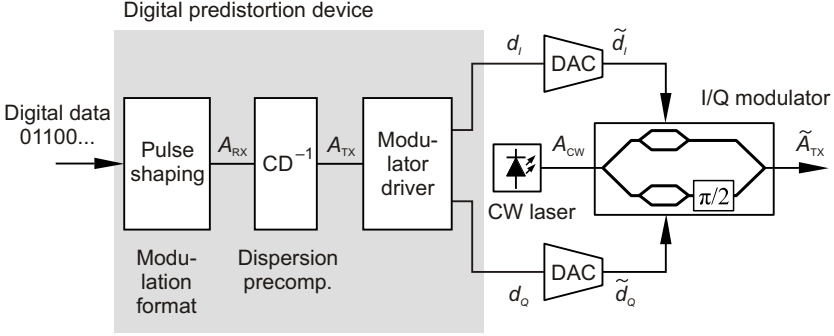 Digital predistortion device
Digital data
01100...
Pulse
shaping
A_RX
CD⁻¹
A_TX
Modu-
lator
driver
Modu-
lation
format
Dispersion
precomp.
d_I
DAC
d̃_I
I/Q modulator
A_CW
CW laser
π/2
Ã_TX
d_Q
DAC
d̃_Q